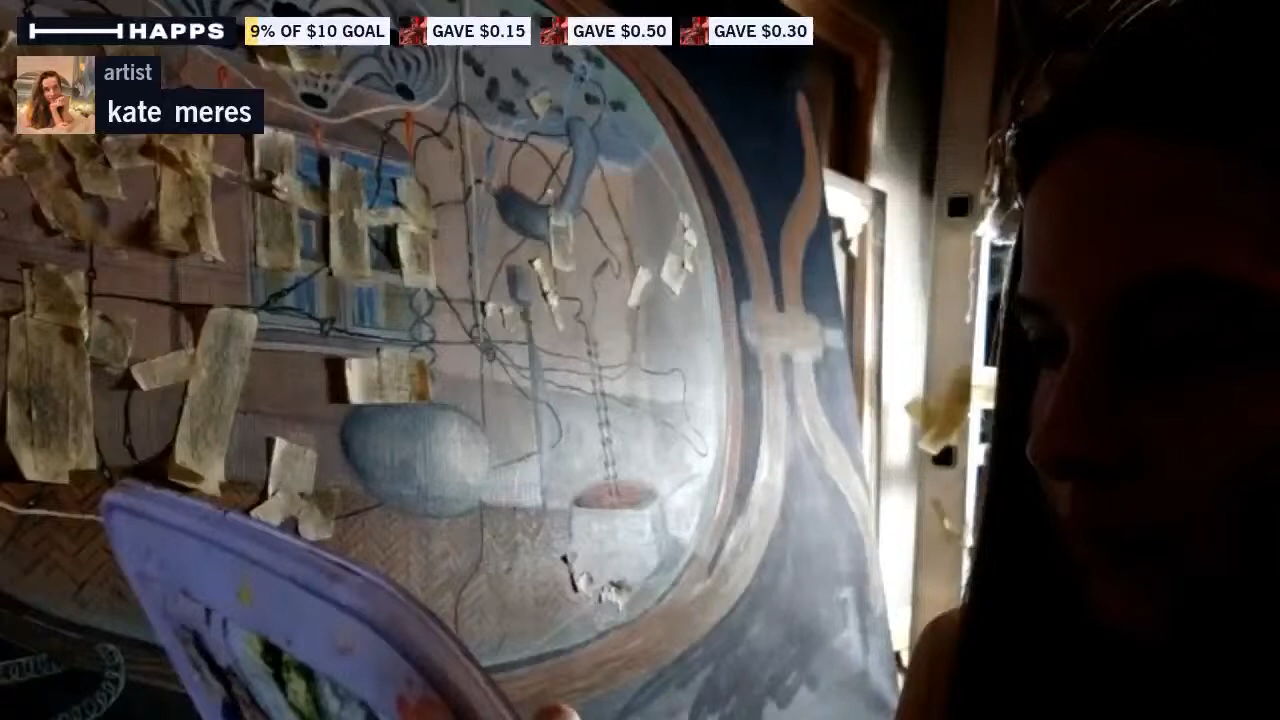 HAPPS 9% OF $10 GOAL GAVE $0.15 GAVE $0.50 GAVE $0.30
artist
kate meres